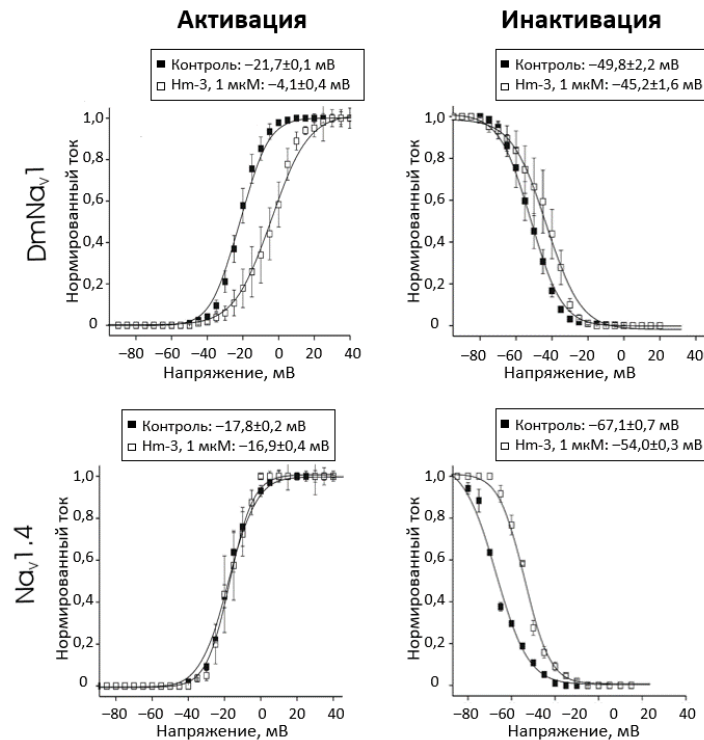 Активация
Инактивация
Контроль: –21,7±0,1 мВ
Hm-3, 1 мкМ: –4,1±0,4 мВ
Контроль: –49,8±2,2 мВ
Hm-3, 1 мкМ: –45,2±1,6 мВ
DmNaᵥ1
Нормированный ток
1,0
0,8
0,6
0,4
0,2
0
–80 –60 –40 –20 0 20 40
Напряжение, мВ
Нормированный ток
1,0
0,8
0,6
0,4
0,2
0
–80 –60 –40 –20 0 20 40
Напряжение, мВ
Контроль: –17,8±0,2 мВ
Hm-3, 1 мкМ: –16,9±0,4 мВ
Контроль: –67,1±0,7 мВ
Hm-3, 1 мкМ: –54,0±0,3 мВ
Naᵥ1.4
Нормированный ток
1,0
0,8
0,6
0,4
0,2
0
–80 –60 –40 –20 0 20 40
Напряжение, мВ
Нормированный ток
1,0
0,8
0,6
0,4
0,2
0
–80 –60 –40 –20 0 20 40
Напряжение, мВ